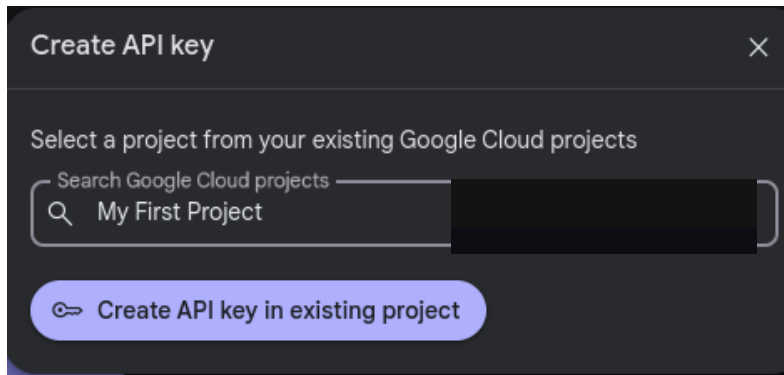 Create API key
Select a project from your existing Google Cloud projects
Search Google Cloud projects
My First Project
Create API key in existing project